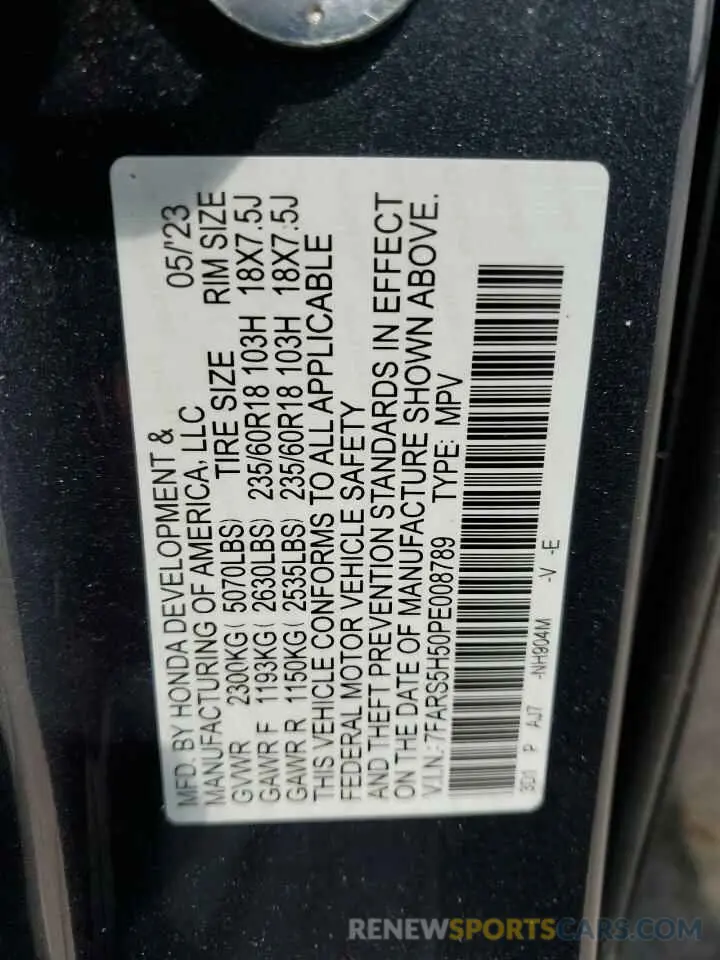 MFD. BY HONDA DEVELOPMENT & 05/'23
MANUFACTURING OF AMERICA, LLC
GVWR 2300KG( 5070LBS) TIRE SIZE RIM SIZE
GAWR F 1193KG( 2630LBS) 235/60R18 103H 18X7.5J
GAWR R 1150KG( 2535LBS) 235/60R18 103H 18X7.5J
THIS VEHICLE CONFORMS TO ALL APPLICABLE
FEDERAL MOTOR VEHICLE SAFETY
AND THEFT PREVENTION STANDARDS IN EFFECT
ON THE DATE OF MANUFACTURE SHOWN ABOVE.
V.I.N.: 7FARS5H50PE008789 TYPE: MPV
3D1 P AJ7 -NH904M -V -E
RENEWSPORTSCARS.COM